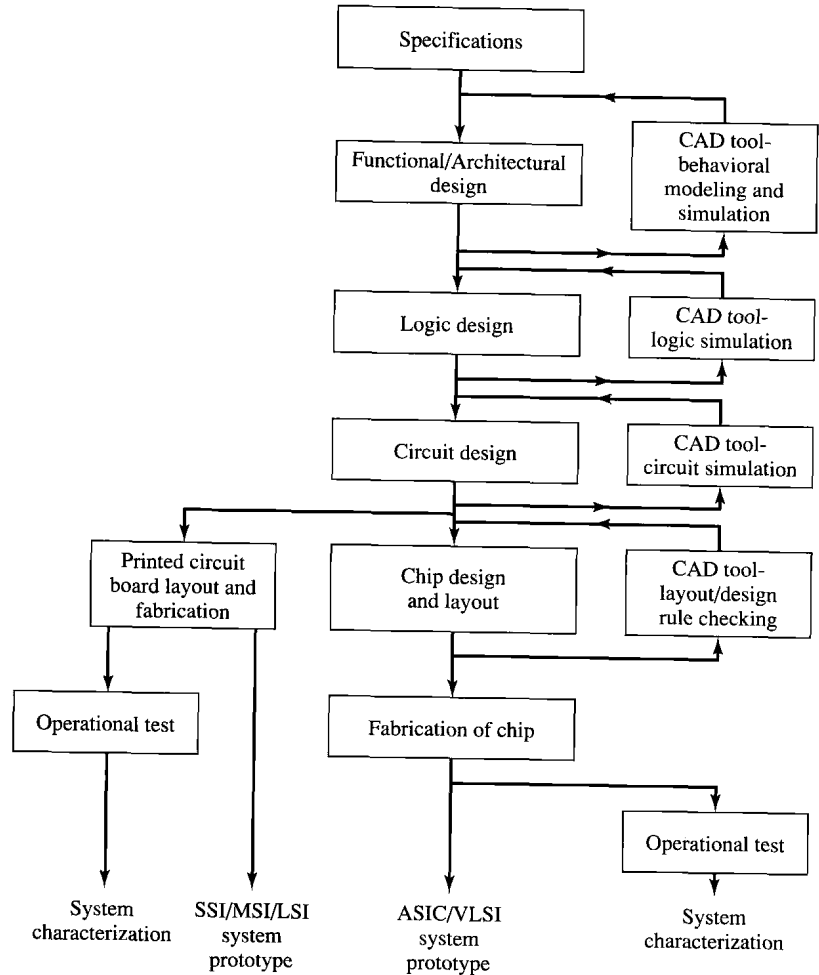 Specifications
CAD tool-
behavioral
modeling and
simulation
Functional/Architectural
design
Logic design
CAD tool-
logic simulation
Circuit design
CAD tool-
circuit simulation
Printed circuit
board layout and
fabrication
Chip design
and layout
CAD tool-
layout/design
rule checking
Operational test
Fabrication of chip
Operational test
System
characterization
SSI/MSI/LSI
system
prototype
ASIC/VLSI
system
prototype
System
characterization